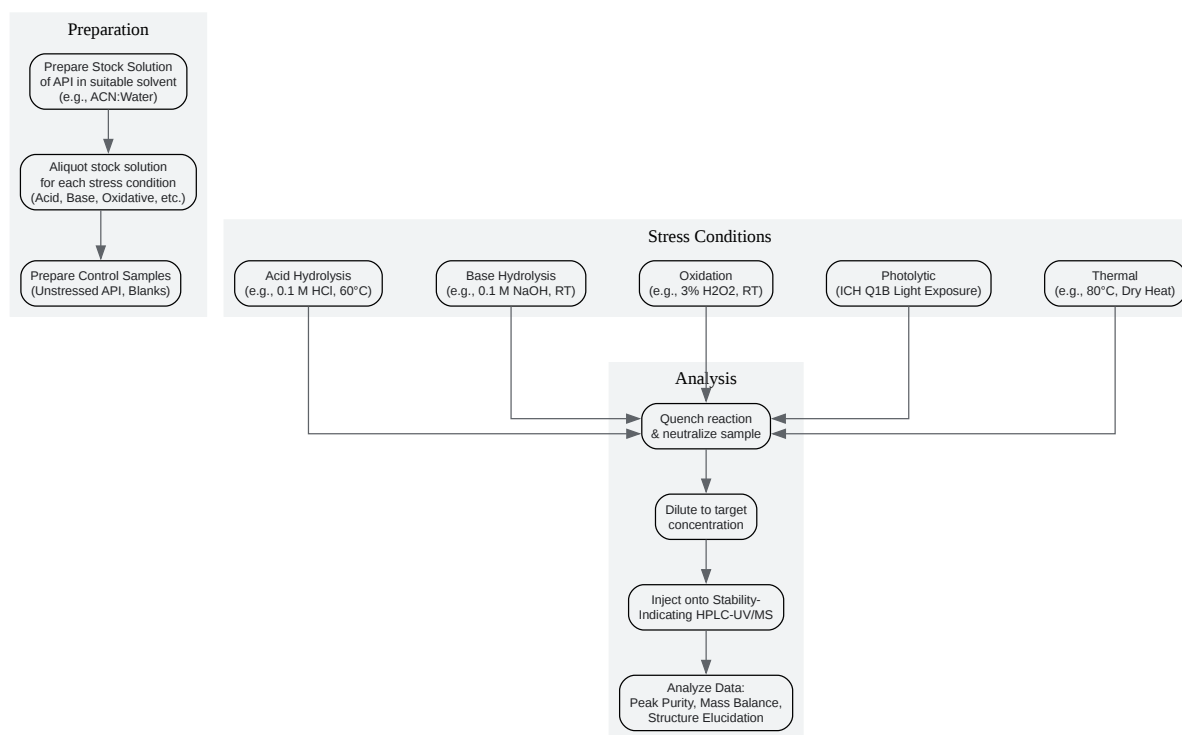 Preparation
Prepare Stock Solution
of API in suitable solvent
(e.g., ACN:Water)
Aliquot stock solution
for each stress condition
(Acid, Base, Oxidative, etc.)
Prepare Control Samples
(Unstressed API, Blanks)
Stress Conditions
Acid Hydrolysis
(e.g., 0.1 M HCl, 60°C)
Base Hydrolysis
(e.g., 0.1 M NaOH, RT)
Oxidation
(e.g., 3% H2O2, RT)
Photolytic
(ICH Q1B Light Exposure)
Thermal
(e.g., 80°C, Dry Heat)
Analysis
Quench reaction
& neutralize sample
Dilute to target
concentration
Inject onto Stability-
Indicating HPLC-UV/MS
Analyze Data:
Peak Purity, Mass Balance,
Structure Elucidation